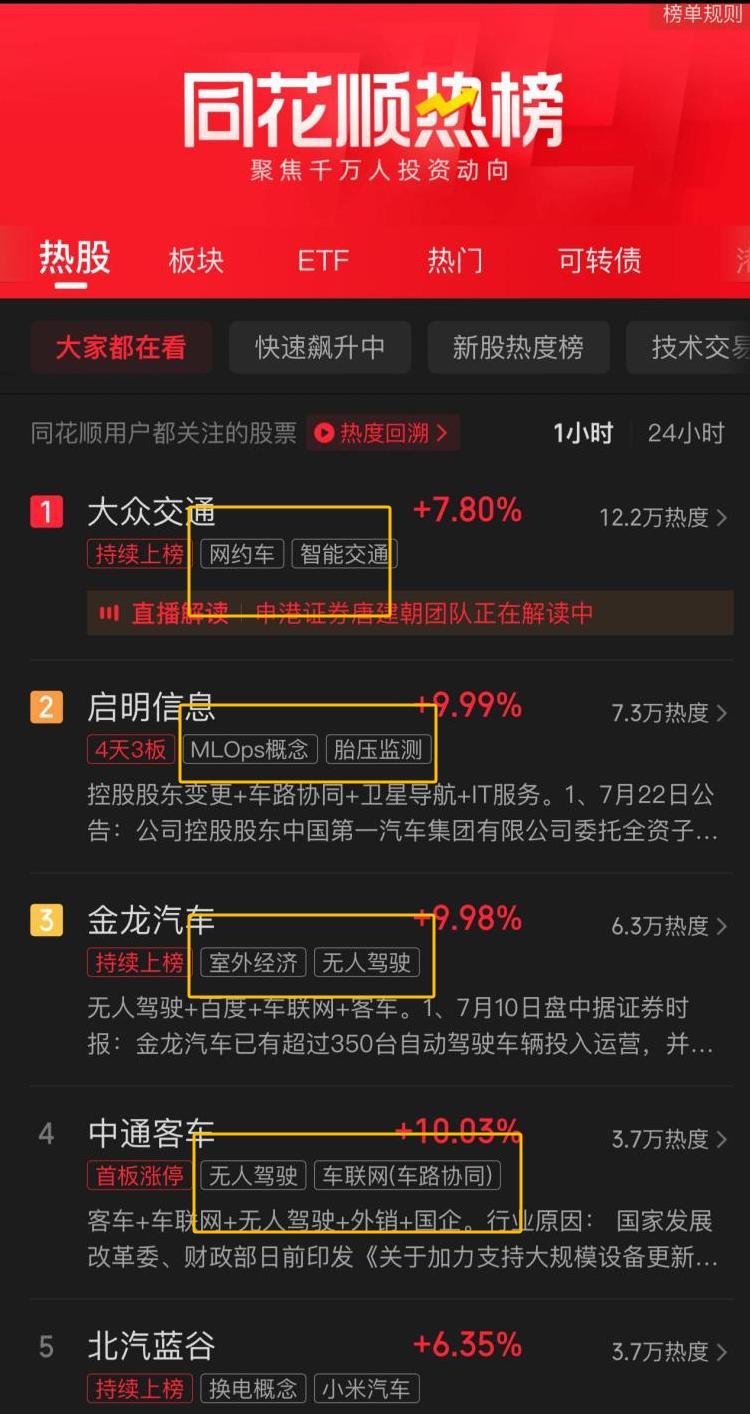 榜单规则
同花顺热榜
聚焦千万人投资动向
热股 板块 ETF 热门 可转债
大家都在看 快速飙升中 新股热度榜 技术交易
同花顺用户都关注的股票 热度回溯 1小时 24小时
1 大众交通 +7.80% 12.2万热度
持续上榜 网约车 智能交通
直播解读 申港证券唐建朝团队正在解读中
2 启明信息 +9.99% 7.3万热度
4天3板 MLOps概念 胎压监测
控股股东变更+车路协同+卫星导航+IT服务。1、7月22日公
告：公司控股股东中国第一汽车集团有限公司委托全资子...
3 金龙汽车 +9.98% 6.3万热度
持续上榜 室外经济 无人驾驶
无人驾驶+百度+车联网+客车。1、7月10日盘中据证券时
报：金龙汽车已有超过350台自动驾驶车辆投入运营，并...
4 中通客车 +10.03% 3.7万热度
首板涨停 无人驾驶 车联网(车路协同)
客车+车联网+无人驾驶+外销+国企。行业原因： 国家发展
改革委、财政部日前印发《关于加力支持大规模设备更新...
5 北汽蓝谷 +6.35% 3.7万热度
持续上榜 换电概念 小米汽车